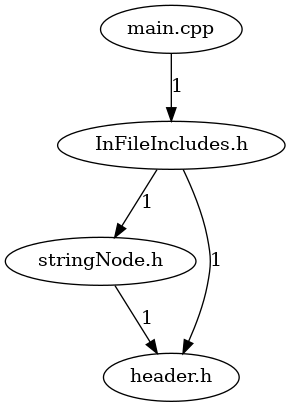 main.cpp
1
InFileIncludes.h
1
stringNode.h
1
1
header.h